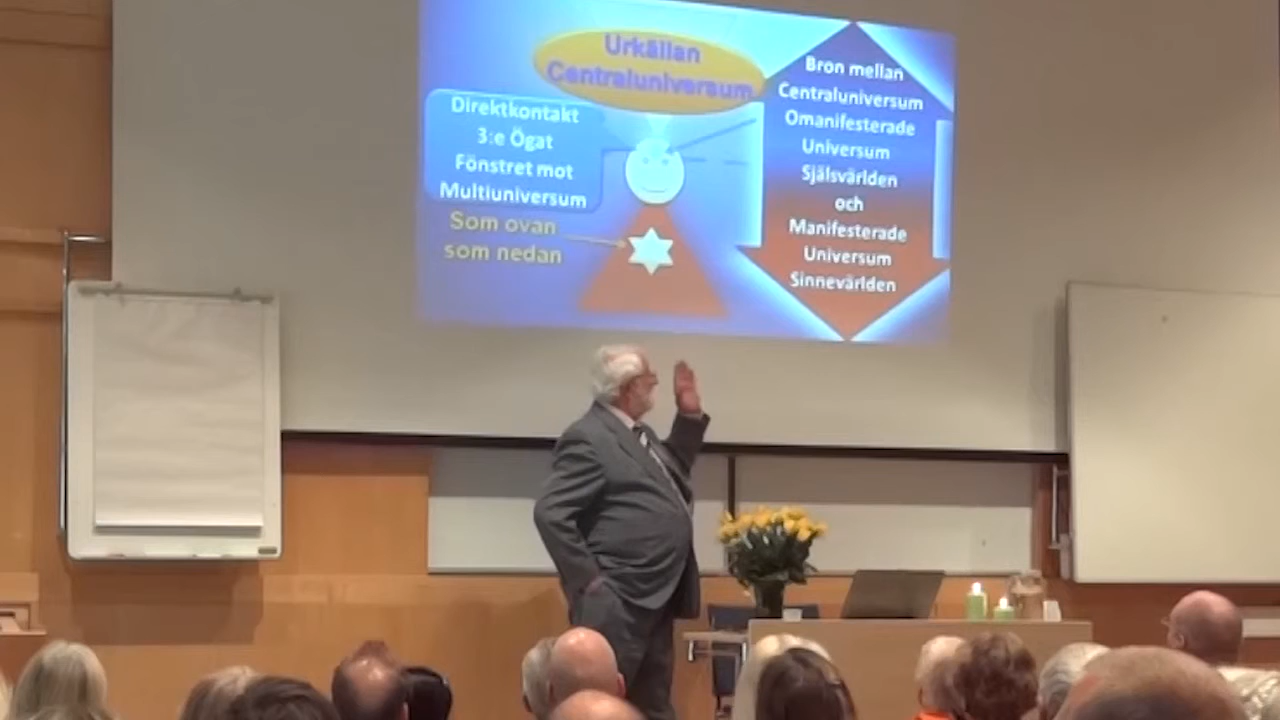 Urkällan
Centraluniversum
Direktkontakt
3:e Ögat
Fönstret mot
Multiuniversum
Som ovan
som nedan
Bron mellan
Centraluniversum
Omanifesterade
Universum
Själsvärlden
och
Manifesterade
Universum
Sinnevärlden